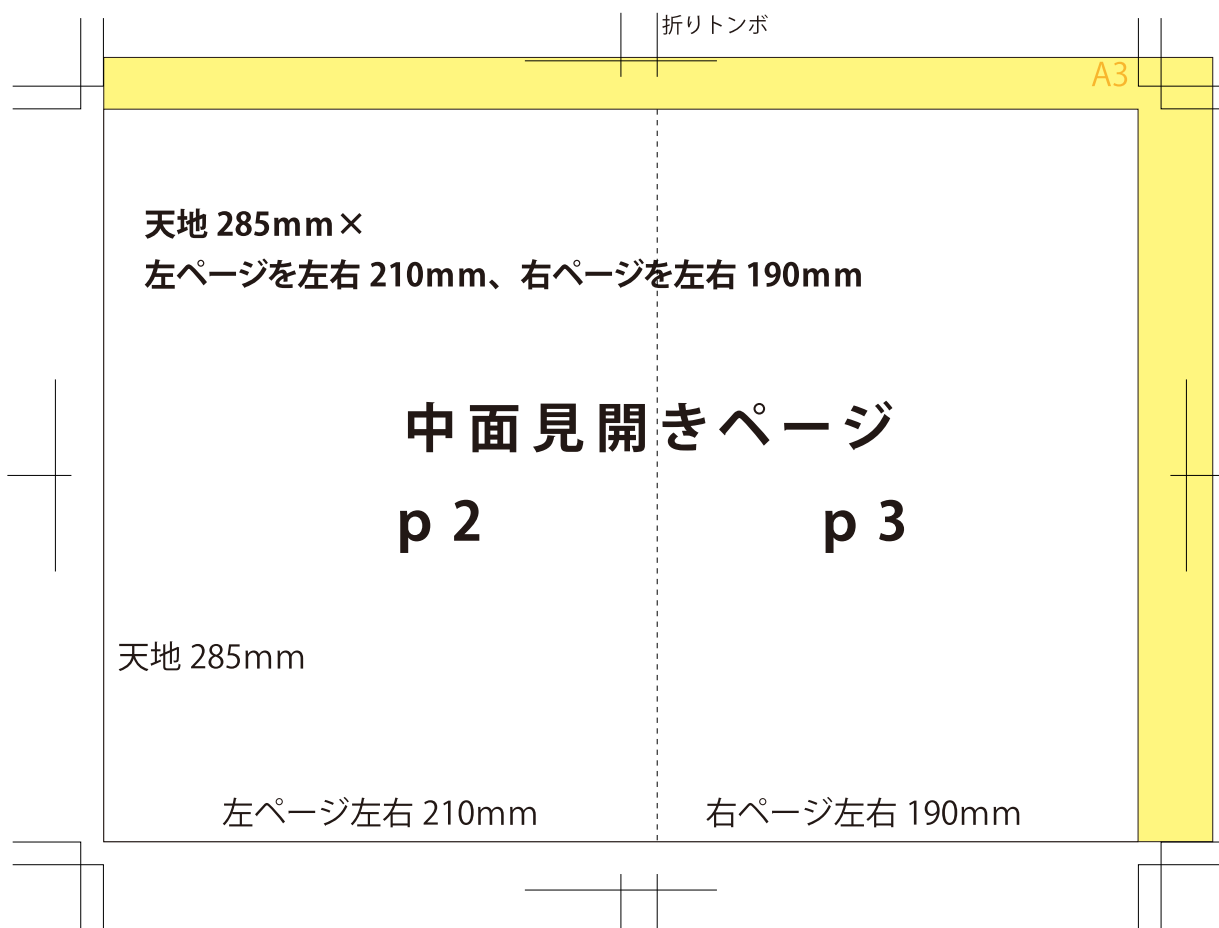 折りトンボ
A3
天地 285mm×
左ページを左右 210mm、右ページを左右 190mm
中面見開きページ
p 2
p 3
天地 285mm
左ページ左右 210mm
右ページ左右 190mm